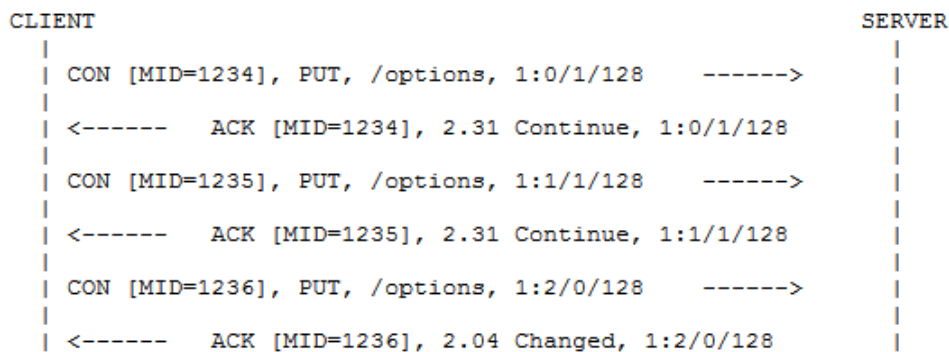 CLIENT                                                     SERVER
  |                                                          |
  | CON [MID=1234], PUT, /options, 1:0/1/128    ------>      |
  |                                                          |
  | <------   ACK [MID=1234], 2.31 Continue, 1:0/1/128       |
  |                                                          |
  | CON [MID=1235], PUT, /options, 1:1/1/128    ------>      |
  |                                                          |
  | <------   ACK [MID=1235], 2.31 Continue, 1:1/1/128       |
  |                                                          |
  | CON [MID=1236], PUT, /options, 1:2/0/128    ------>      |
  |                                                          |
  | <------   ACK [MID=1236], 2.04 Changed, 1:2/0/128        |